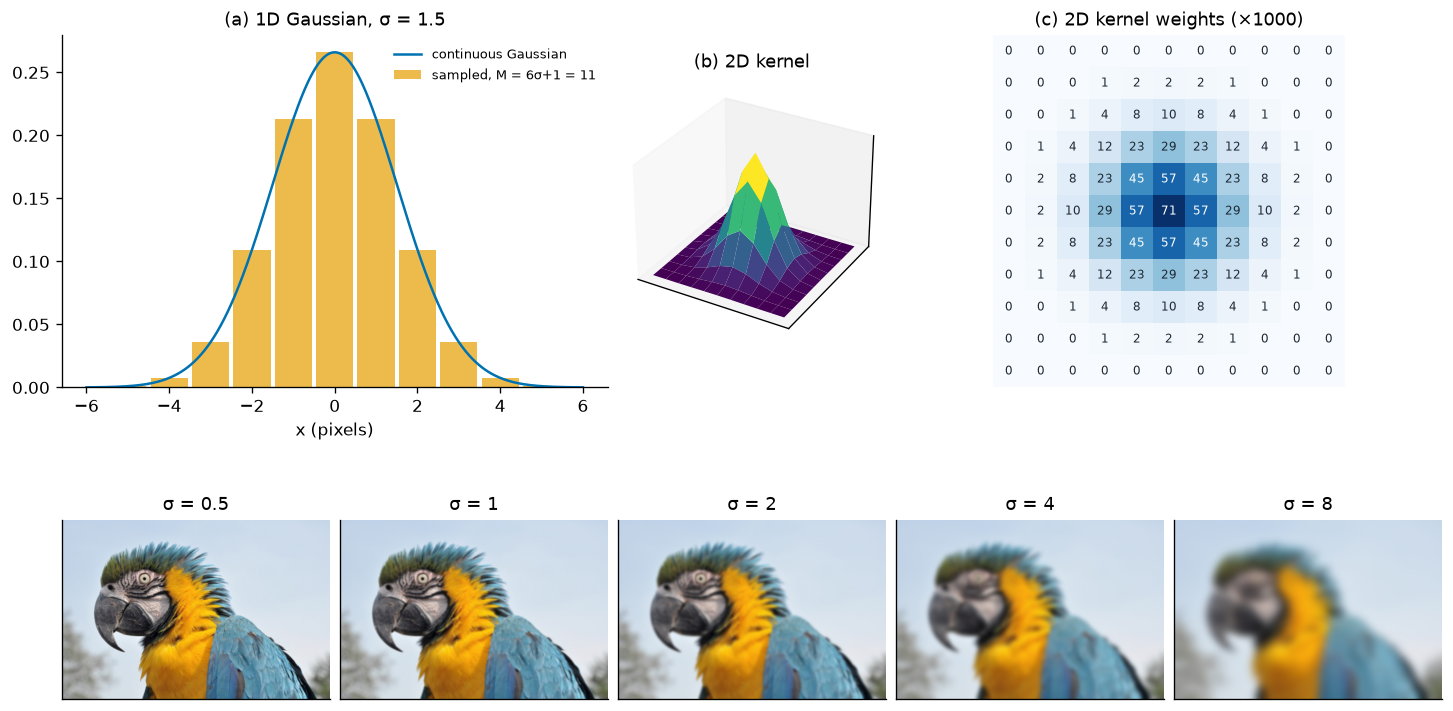 (a) 1D Gaussian, σ = 1.5
continuous Gaussian
sampled, M = 6σ+1 = 11
0.25
0.20
0.15
0.10
0.05
0.00
−6 −4 −2 0 2 4 6
x (pixels)
(b) 2D kernel
(c) 2D kernel weights (×1000)
0 0 0 0 0 0 0 0 0 0 0
0 0 0 1 2 2 2 1 0 0 0
0 0 1 4 8 10 8 4 1 0 0
0 1 4 12 23 29 23 12 4 1 0
0 2 8 23 45 57 45 23 8 2 0
0 2 10 29 57 71 57 29 10 2 0
0 2 8 23 45 57 45 23 8 2 0
0 1 4 12 23 29 23 12 4 1 0
0 0 1 4 8 10 8 4 1 0 0
0 0 0 1 2 2 2 1 0 0 0
0 0 0 0 0 0 0 0 0 0 0
σ = 0.5
σ = 1
σ = 2
σ = 4
σ = 8